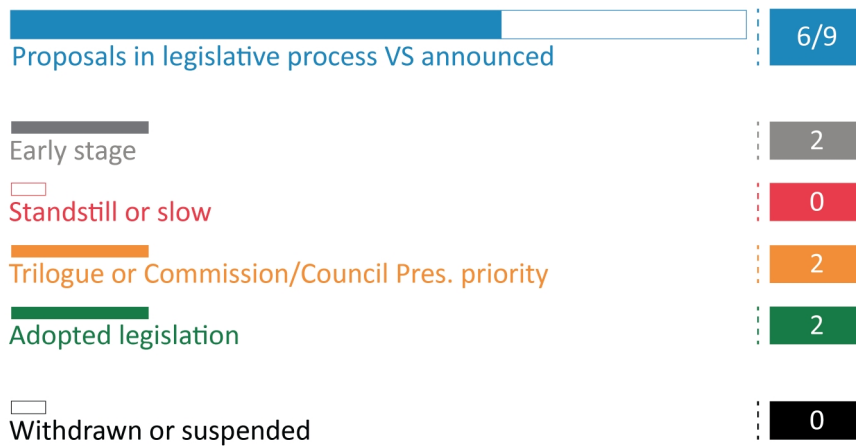 6/9
Proposals in legislative process VS announced
2
Early stage
0
Standstill or slow
2
Trilogue or Commission/Council Pres. priority
2
Adopted legislation
0
Withdrawn or suspended